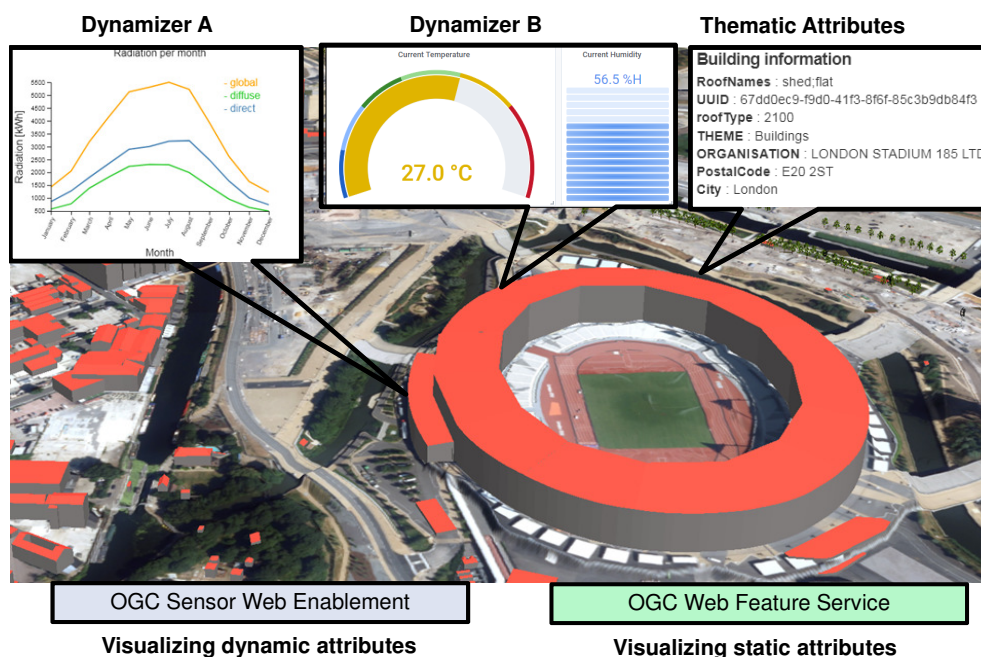 Dynamizer A
Dynamizer B
Thematic Attributes
Radiation per month
- global
- diffuse
- direct
Radiation [kWh]
5500
5000
4500
4000
3500
3000
2500
2000
1500
1000
500
January
February
March
April
May
June
July
August
September
October
November
December
Month
Current Temperature
27.0 °C
Current Humidity
56.5 %H
Building information
RoofNames : shed;flat
UUID : 67dd0ec9-f9d0-41f3-8f6f-85c3b9db84f3
roofType : 2100
THEME : Buildings
ORGANISATION : LONDON STADIUM 185 LTD
PostalCode : E20 2ST
City : London
OGC Sensor Web Enablement
OGC Web Feature Service
Visualizing dynamic attributes
Visualizing static attributes